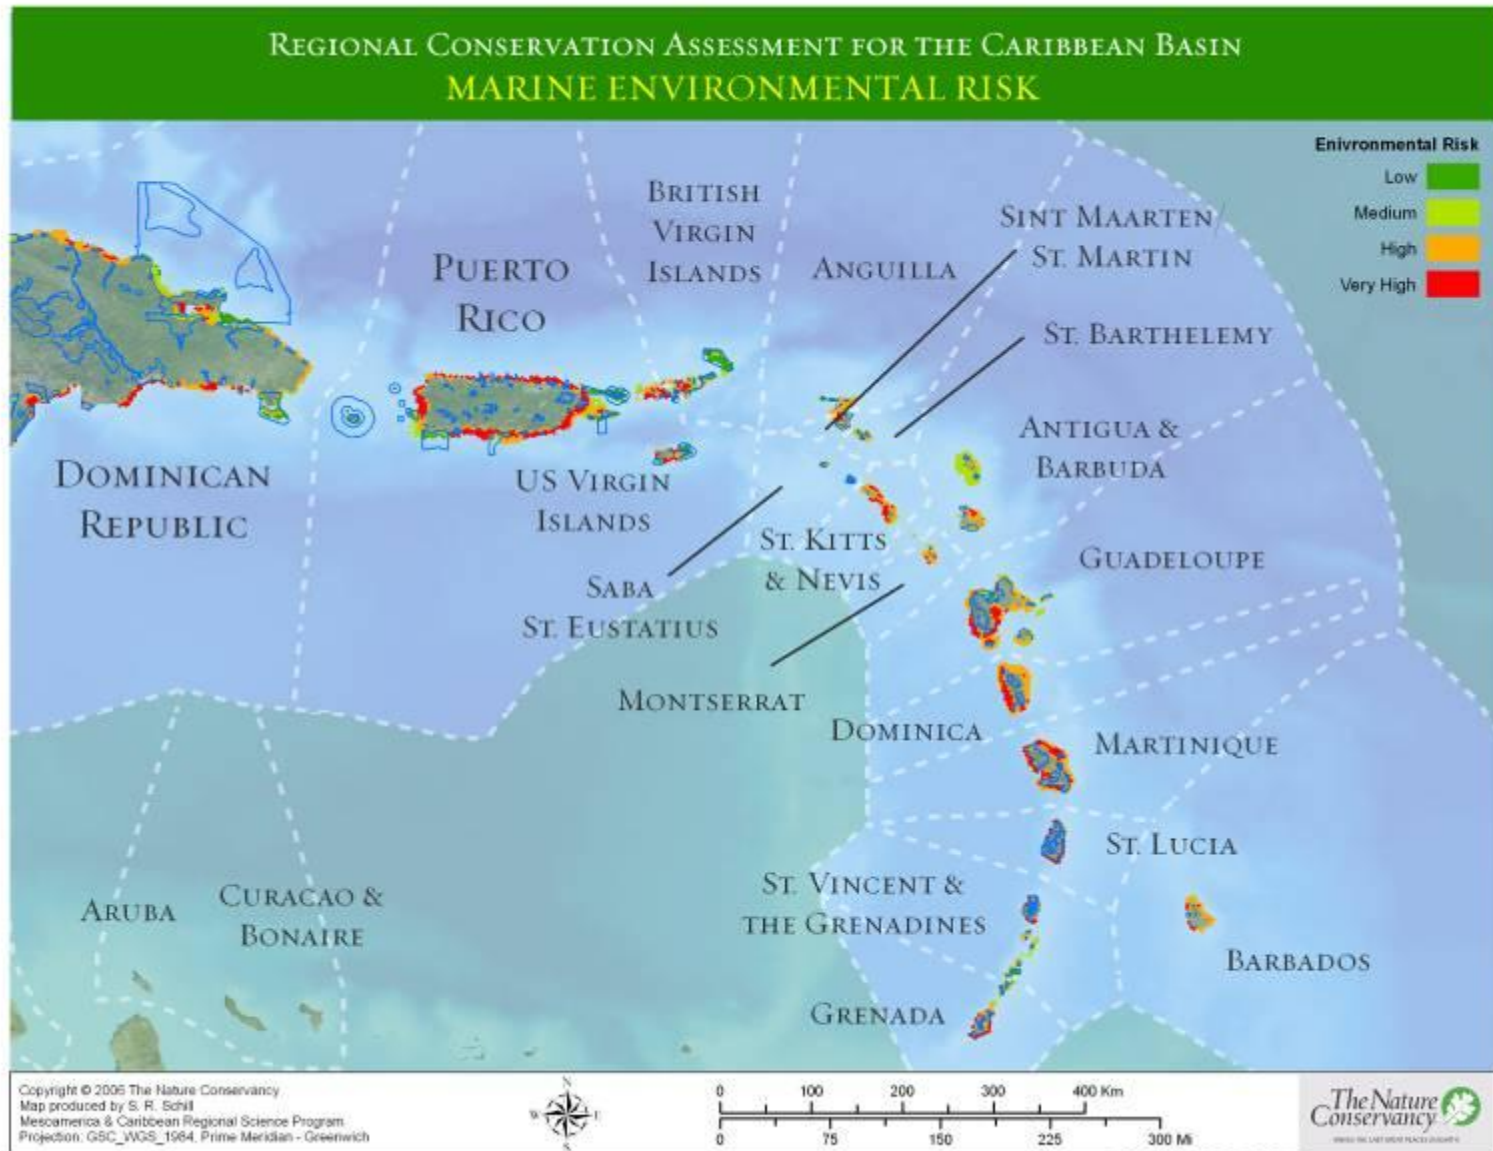 REGIONAL CONSERVATION ASSESSMENT FOR THE CARIBBEAN BASIN
MARINE ENVIRONMENTAL RISK
Enivronmental Risk
Low
Medium
High
Very High
BRITISH
VIRGIN
ISLANDS
SINT MAARTEN/
ST. MARTIN
PUERTO
RICO
ANGUILLA
ST. BARTHELEMY
DOMINICAN
REPUBLIC
US VIRGIN
ISLANDS
ANTIGUA &
BARBUDA
ST. KITTS
& NEVIS
SABA
ST. EUSTATIUS
GUADELOUPE
MONTSERRAT
DOMINICA
MARTINIQUE
ST. LUCIA
ST. VINCENT &
THE GRENADINES
ARUBA
CURACAO &
BONAIRE
BARBADOS
GRENADA
Copyright © 2006 The Nature Conservancy
Map produced by S. R. Schill
Mesoamerica & Caribbean Regional Science Program
Projection: GSC_WGS_1984, Prime Meridian - Greenwich
N
W E
S
0 100 200 300 400 Km
0 75 150 225 300 Mi
The Nature
Conservancy